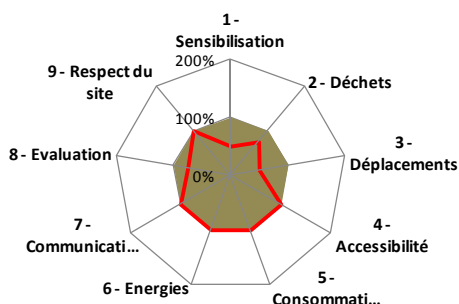 1 -
Sensibilisation
200%
9 - Respect du
site
2 - Déchets
100%
3 -
Déplacements
8 - Evaluation
0%
7 -
Communicati…
4 -
Accessibilité
6 - Energies
5 -
Consommati…